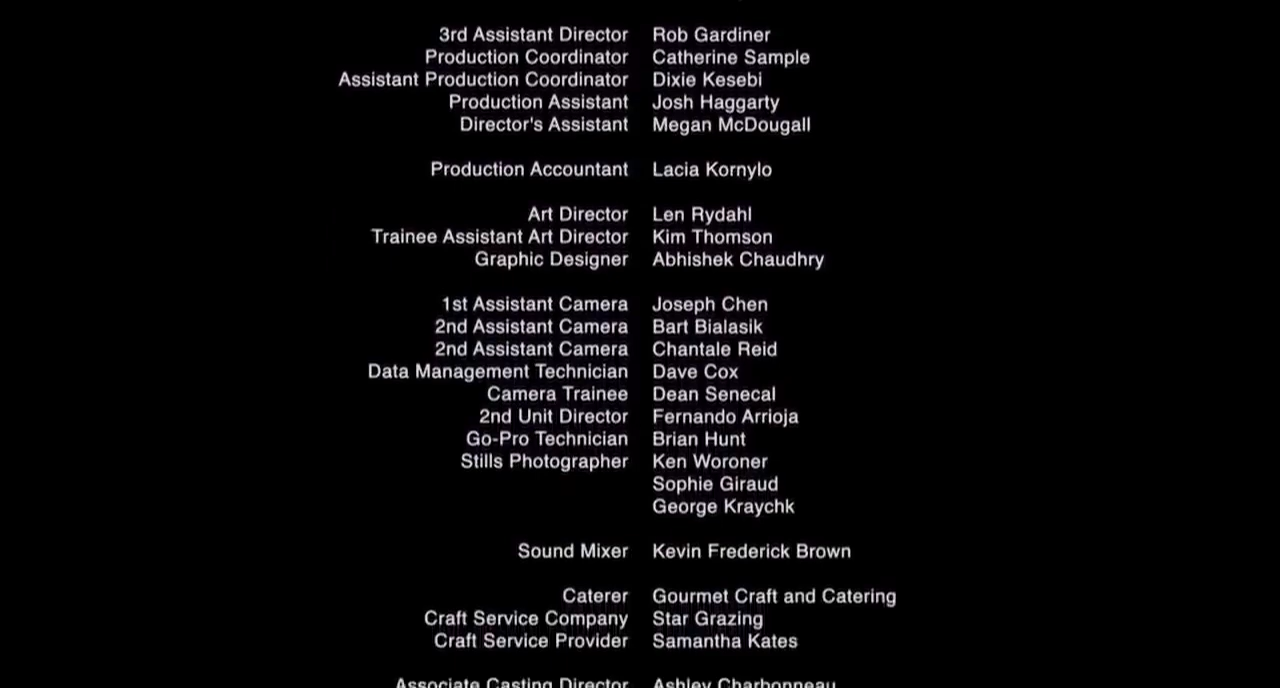 3rd Assistant Director Rob Gardiner
Production Coordinator Catherine Sample
Assistant Production Coordinator Dixie Kesebi
Production Assistant Josh Haggarty
Director's Assistant Megan McDougall
Production Accountant Lacia Kornylo
Art Director Len Rydahl
Trainee Assistant Art Director Kim Thomson
Graphic Designer Abhishek Chaudhry
1st Assistant Camera Joseph Chen
2nd Assistant Camera Bart Bialasik
2nd Assistant Camera Chantale Reid
Data Management Technician Dave Cox
Camera Trainee Dean Senecal
2nd Unit Director Fernando Arrioja
Go-Pro Technician Brian Hunt
Stills Photographer Ken Woroner
Sophie Giraud
George Kraychk
Sound Mixer Kevin Frederick Brown
Caterer Gourmet Craft and Catering
Craft Service Company Star Grazing
Craft Service Provider Samantha Kates
Associate Casting Director Ashley Charbonneau